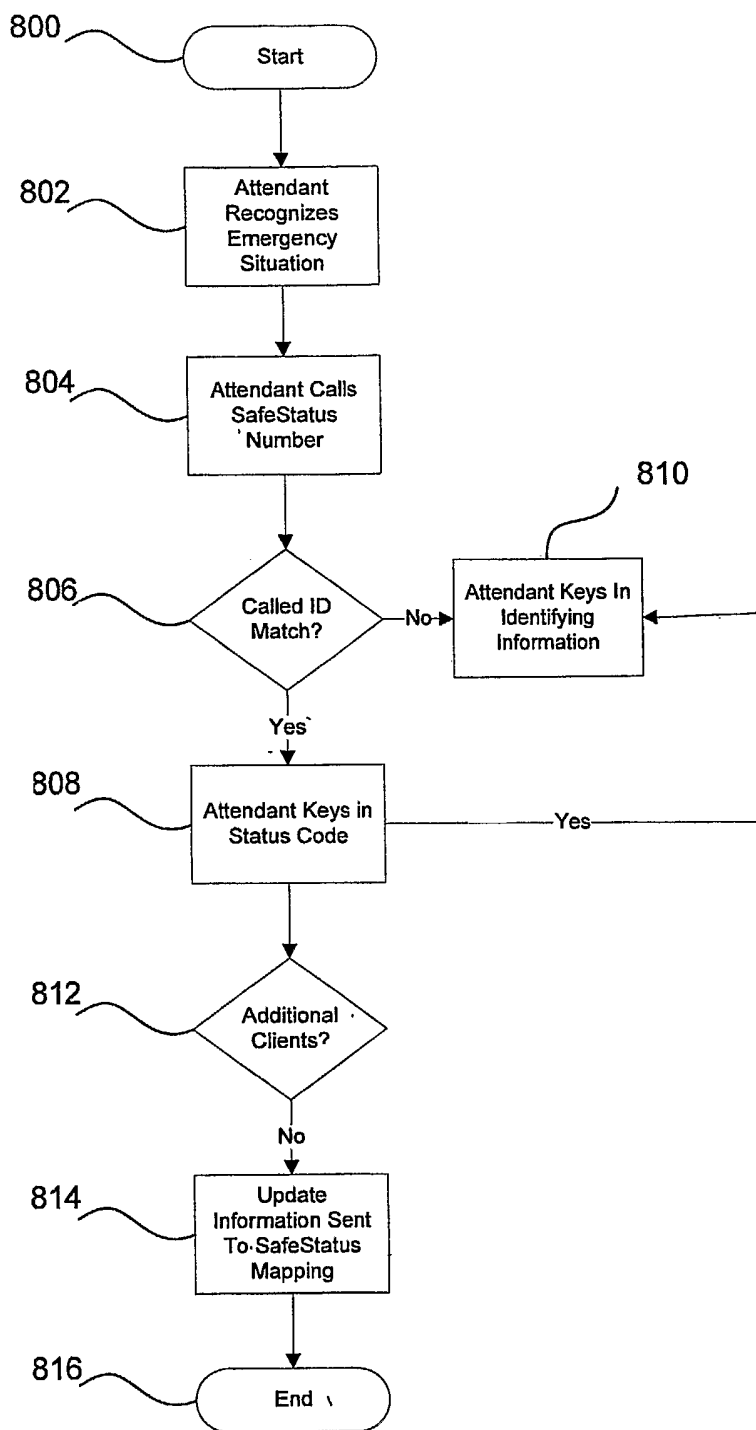 800
Start
802
Attendant
Recognizes
Emergency
Situation
804
Attendant Calls
SafeStatus
Number
810
806
Called ID
Match?
No
Attendant Keys In
Identifying
Information
Yes
808
Attendant Keys in
Status Code
Yes
812
Additional
Clients?
No
814
Update
Information Sent
To SafeStatus
Mapping
816
End